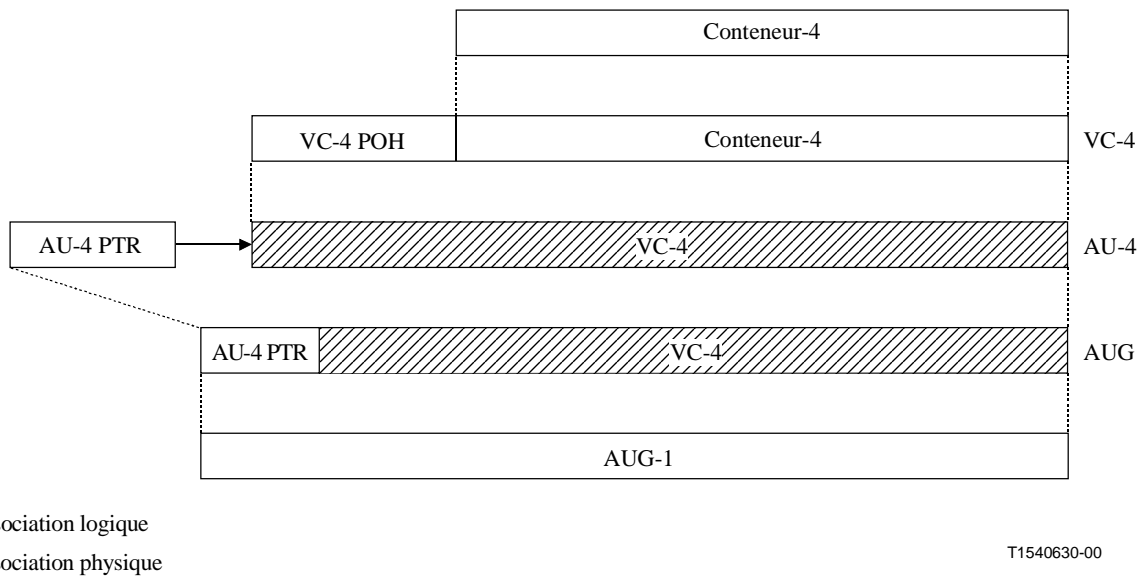 Conteneur-4
VC-4 POH Conteneur-4 VC-4
AU-4 PTR VC-4 AU-4
AU-4 PTR VC-4 AUG
AUG-1
ociation logique
ociation physique
T1540630-00